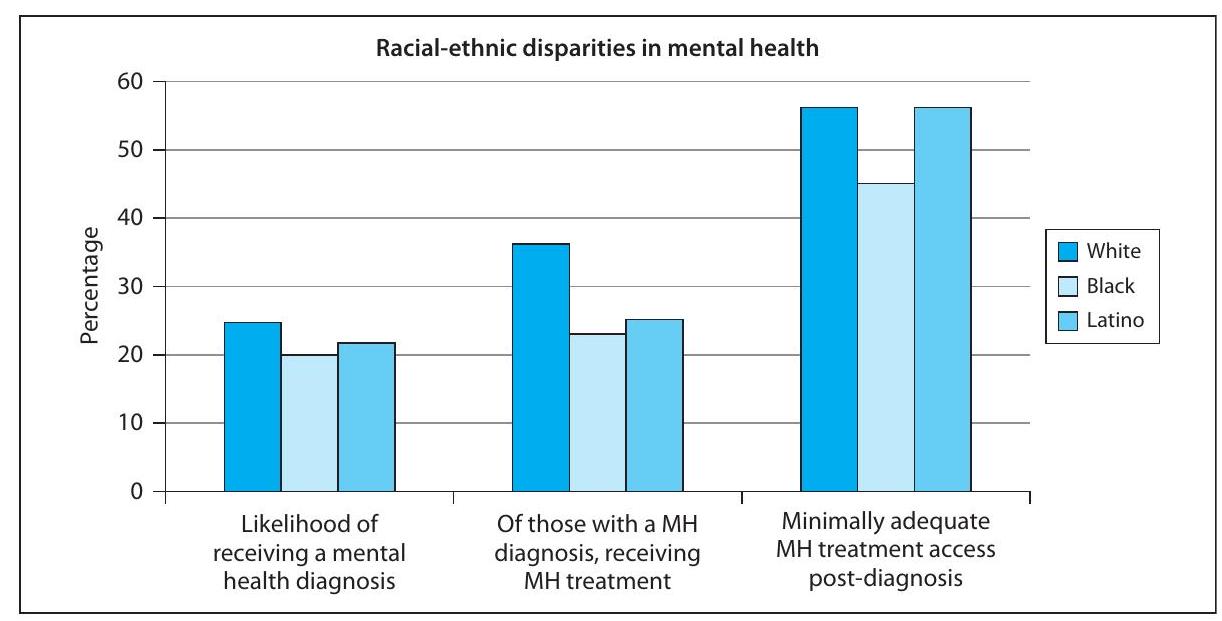 Racial-ethnic disparities in mental health
60
50
40
30
20
10
0
Percentage
Likelihood of
receiving a mental
health diagnosis
Of those with a MH
diagnosis, receiving
MH treatment
Minimally adequate
MH treatment access
post-diagnosis
White
Black
Latino